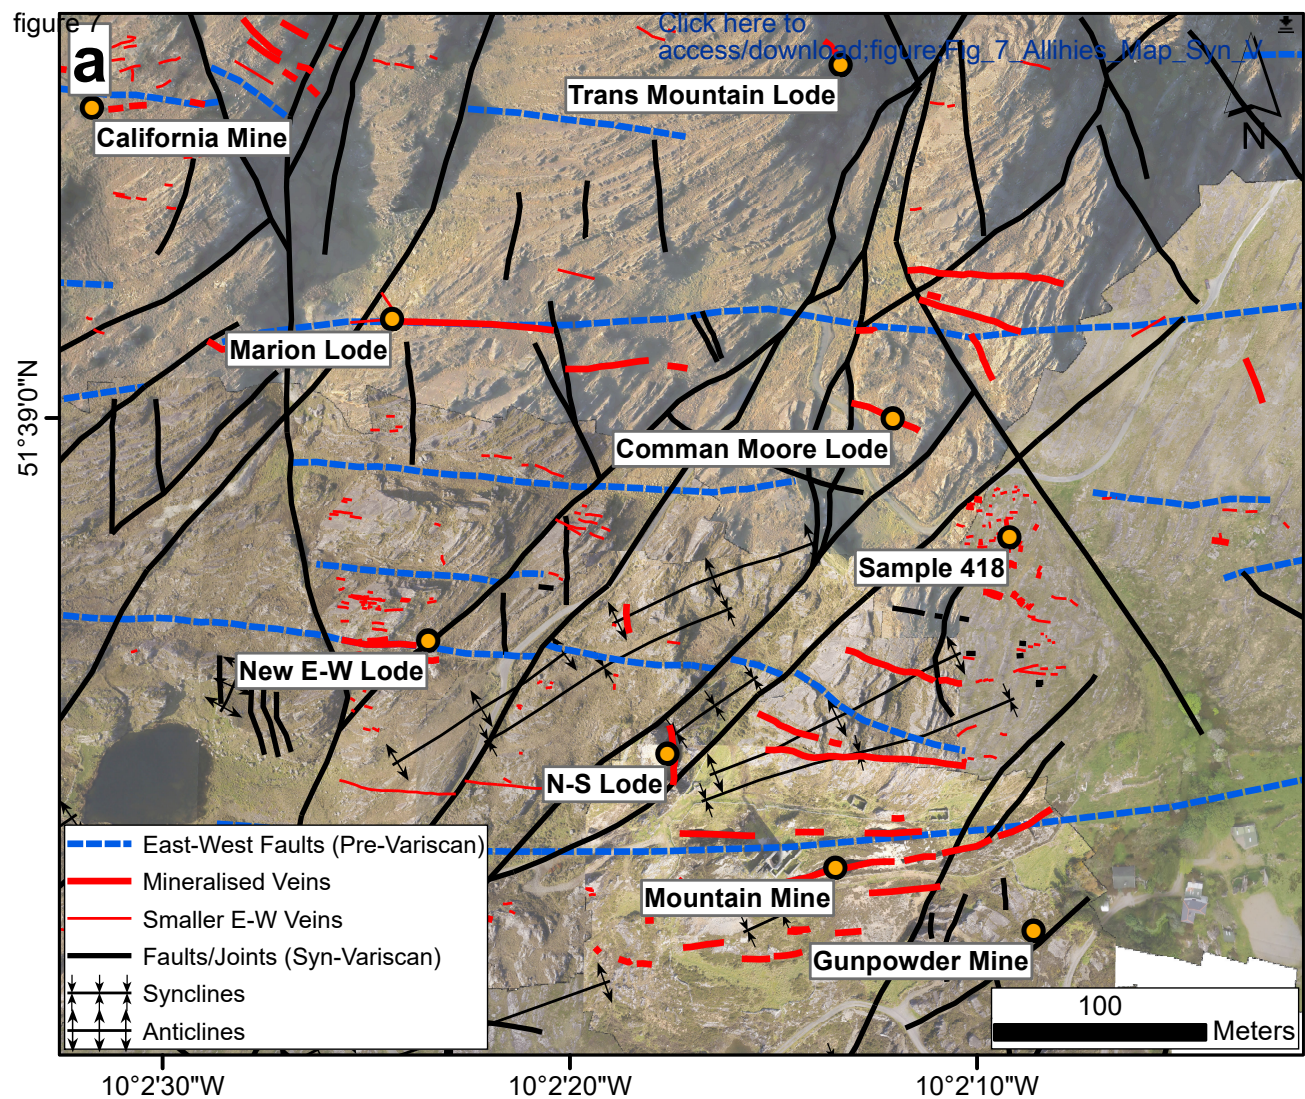 figure 7
Click here to
access/download;figure;Fig_7_Allihies_Map_Syn_V
a
Trans Mountain Lode
California Mine
N
Marion Lode
51°39'0"N
Comman Moore Lode
Sample 418
New E-W Lode
N-S Lode
East-West Faults (Pre-Variscan)
Mineralised Veins
Mountain Mine
Smaller E-W Veins
Faults/Joints (Syn-Variscan)
Gunpowder Mine
Synclines
100
Anticlines
Meters
10°2'30"W
10°2'20"W
10°2'10"W